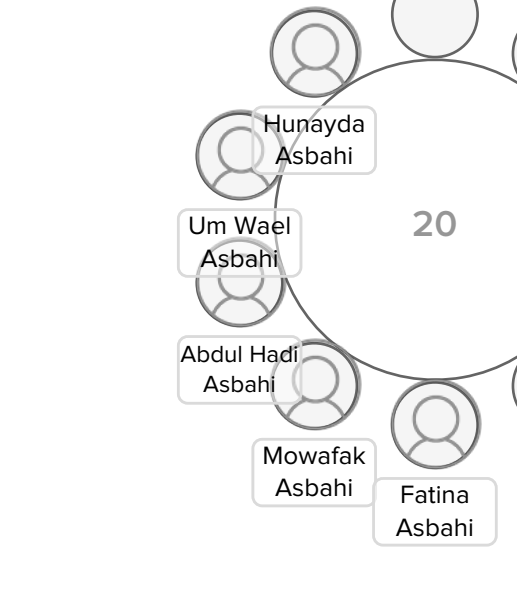 Hunayda
Asbahi
Um Wael
Asbahi
20
Abdul Hadi
Asbahi
Mowafak
Asbahi
Fatina
Asbahi